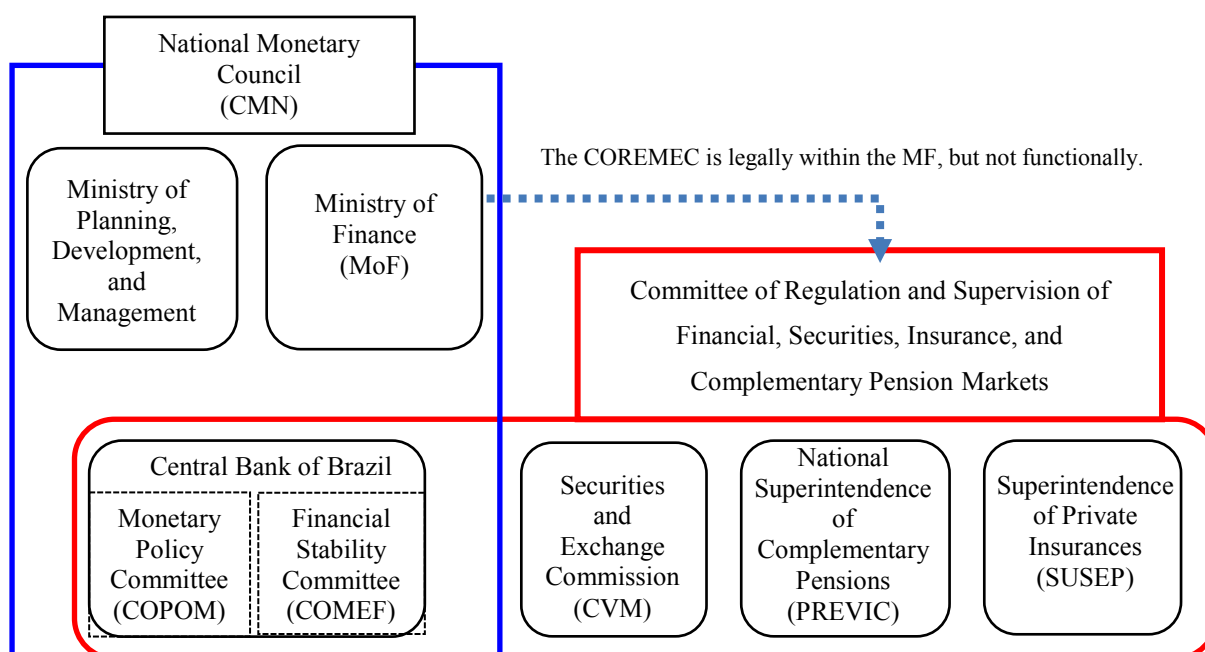 National Monetary
Council
(CMN)
The COREMEC is legally within the MF, but not functionally.
Ministry of
Planning,
Development,
and
Management
Ministry of
Finance
(MoF)
Committee of Regulation and Supervision of
Financial, Securities, Insurance, and
Complementary Pension Markets
Central Bank of Brazil
Monetary
Policy
Committee
(COPOM)
Financial
Stability
Committee
(COMEF)
Securities
and
Exchange
Commission
(CVM)
National
Superintendence
of
Complementary
Pensions
(PREVIC)
Superintendence
of Private
Insurances
(SUSEP)